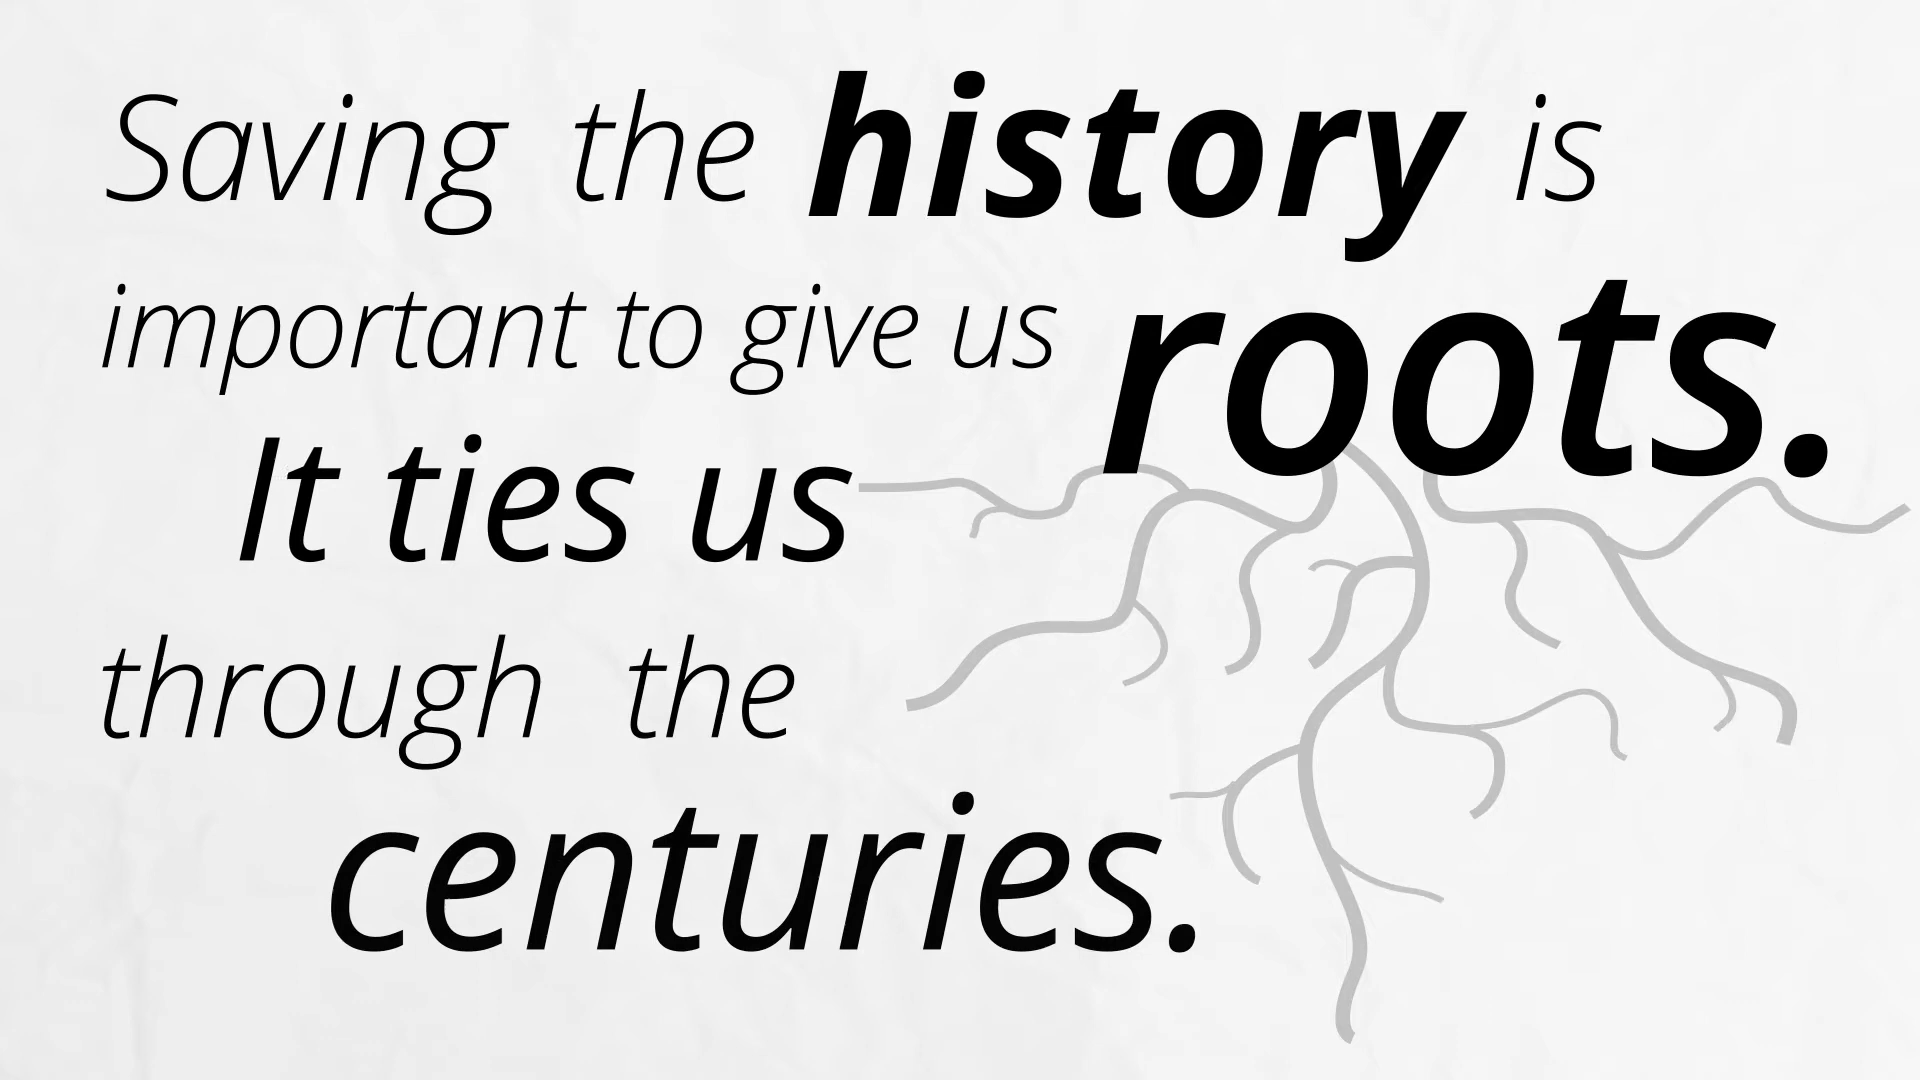 Saving the history is
important to give us roots.
It ties us
through the
centuries.